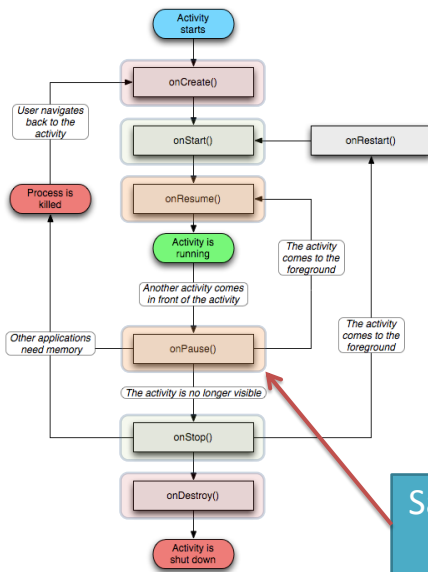 Activity
starts
onCreate()
User navigates
back to the
activity
onStart()
onRestart()
Process is
killed
onResume()
Activity is
running
The activity
comes to the
foreground
Another activity comes
in front of the activity
The activity
comes to the
foreground
Other applications
need memory
onPause()
The activity is no longer visible
onStop()
onDestroy()
Activity is
shut down